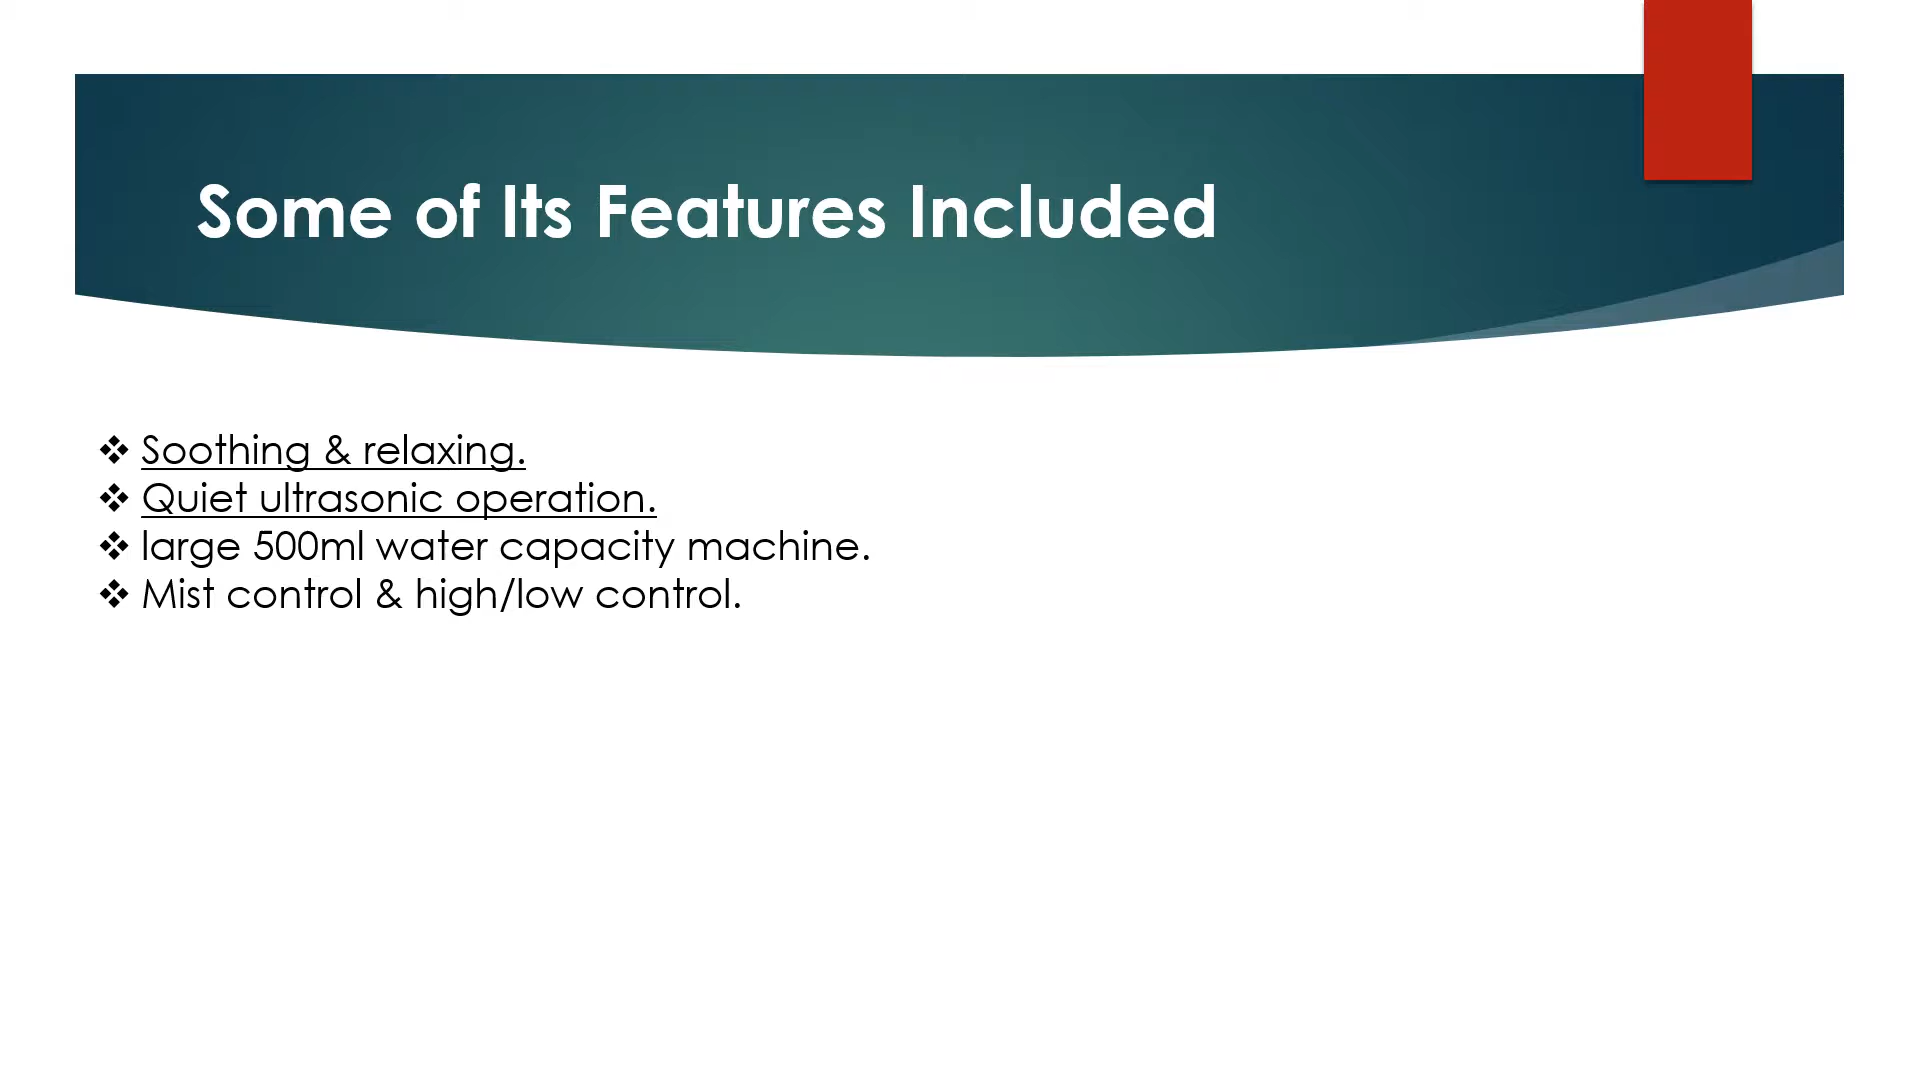 Some of Its Features Included
❖ Soothing & relaxing.
❖ Quiet ultrasonic operation.
❖ large 500ml water capacity machine.
❖ Mist control & high/low control.